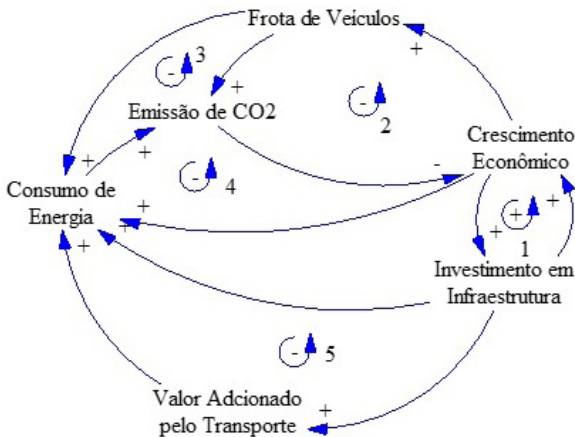 Frota de Veículos
+
3
-
+
Emissão de CO2
-
2
Crescimento
Econômico
-
+
+
-
4
Consumo de
Energia
+
+
+
+
+
+
+
1
Investimento em
Infraestrutura
-
5
Valor Adcionado
pelo Transporte
+